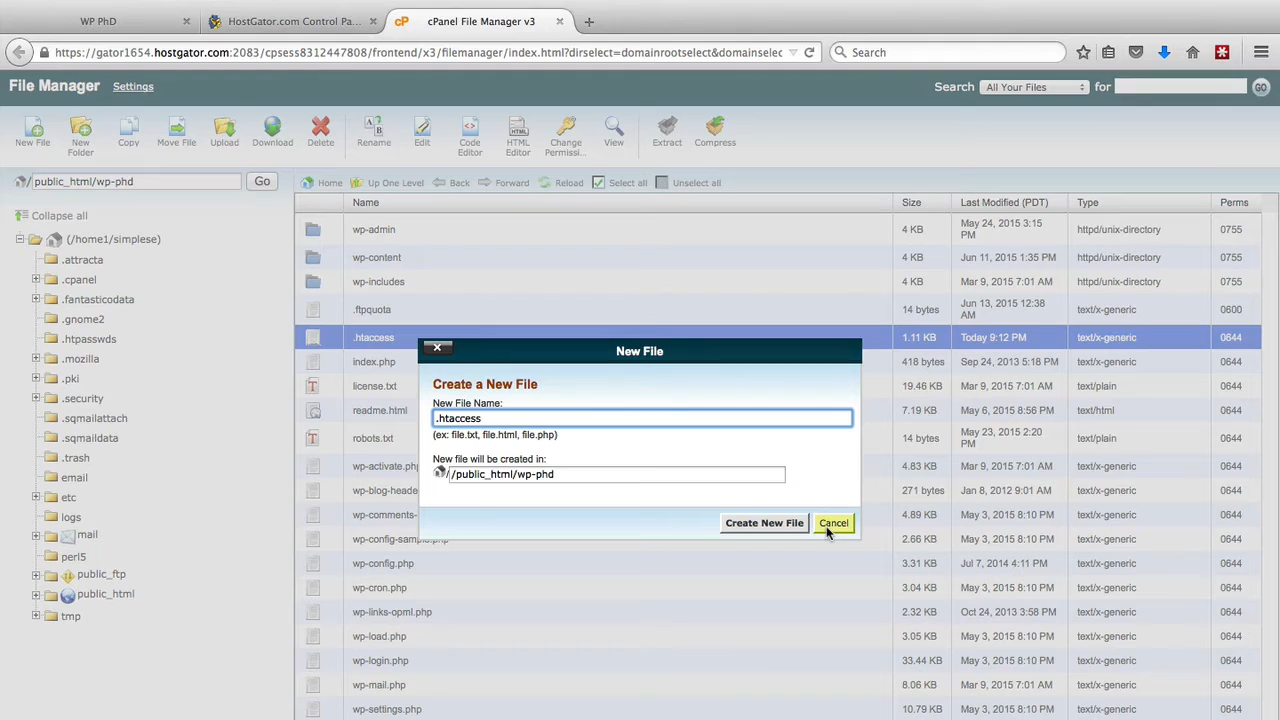 WP PhD
HostGator.com Control Pa...
cPanel File Manager v3
https://gator1654.hostgator.com:2083/cpsess8312447808/frontend/x3/filemanager/index.html?dirselect=domainrootselect&domainselec
Search
File Manager
Settings
Search
All Your Files
for
GO
New File
New Folder
Copy
Move File
Upload
Download
Delete
Rename
Edit
Code Editor
HTML Editor
Change Permissi...
View
Extract
Compress
/ public_html/wp-phd
Go
Home
Up One Level
Back
Forward
Reload
Select all
Unselect all
Collapse all
(/home1/simplese)
.attracta
.cpanel
.fantasticodata
.gnome2
.htpasswds
.mozilla
.pki
.security
.sqmailattach
.sqmaildata
.trash
email
etc
logs
mail
perl5
public_ftp
public_html
tmp
Name Size Last Modified (PDT) Type Perms
wp-admin 4 KB May 24, 2015 3:15 PM httpd/unix-directory 0755
wp-content 4 KB Jun 11, 2015 1:35 PM httpd/unix-directory 0755
wp-includes 4 KB Mar 9, 2015 7:01 AM httpd/unix-directory 0755
.ftpquota 14 bytes Jun 13, 2015 12:38 AM text/x-generic 0600
.htaccess 1.11 KB Today 9:12 PM text/x-generic 0644
index.php 418 bytes Sep 24, 2013 5:18 PM text/x-generic 0644
license.txt 19.46 KB Mar 9, 2015 7:01 AM text/plain 0644
readme.html 7.19 KB May 6, 2015 8:56 PM text/html 0644
robots.txt 14 bytes May 23, 2015 2:20 PM text/plain 0644
wp-activate.php 4.83 KB Mar 9, 2015 7:01 AM text/x-generic 0644
wp-blog-heade 271 bytes Jan 8, 2012 9:01 AM text/x-generic 0644
wp-comments- 4.89 KB May 3, 2015 8:10 PM text/x-generic 0644
wp-config-sample.php 2.66 KB May 3, 2015 8:10 PM text/x-generic 0644
wp-config.php 3.62 KB Jul 7, 2014 4:11 PM text/x-generic 0644
wp-cron.php 2.88 KB May 3, 2015 8:10 PM text/x-generic 0644
wp-links-opml.php 2.32 KB Oct 24, 2013 3:58 PM text/x-generic 0644
wp-load.php 3.05 KB May 3, 2015 8:10 PM text/x-generic 0644
wp-login.php 33.44 KB May 3, 2015 8:10 PM text/x-generic 0644
wp-mail.php 8.06 KB Mar 9, 2015 7:01 AM text/x-generic 0644
wp-settings.php 10.79 KB May 3, 2015 8:10 PM text/x-generic 0644
New File
Create a New File
New File Name:
.htaccess
(ex: file.txt, file.html, file.php)
New file will be created in:
/ /public_html/wp-phd
Create New File
Cancel